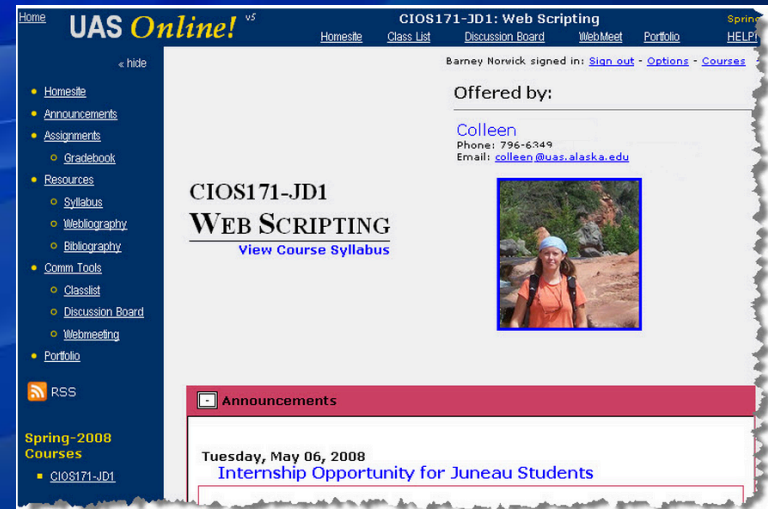 Home
UAS Online! v5
CIOS171-JD1: Web Scripting
Spring
Homesite Class List Discussion Board WebMeet Portfolio HELP!
« hide
Barney Norvick signed in: Sign out - Options - Courses
Homesite
Announcements
Assignments
Gradebook
Resources
Syllabus
Webliography
Bibliography
Comm Tools
Classlist
Discussion Board
Webmeeting
Portfolio
RSS
Spring-2008
Courses
CIOS171-JD1
Offered by:
Colleen
Phone: 796-6349
Email: colleen@uas.alaska.edu
CIOS171-JD1
WEB SCRIPTING
View Course Syllabus
- Announcements
Tuesday, May 06, 2008
Internship Opportunity for Juneau Students